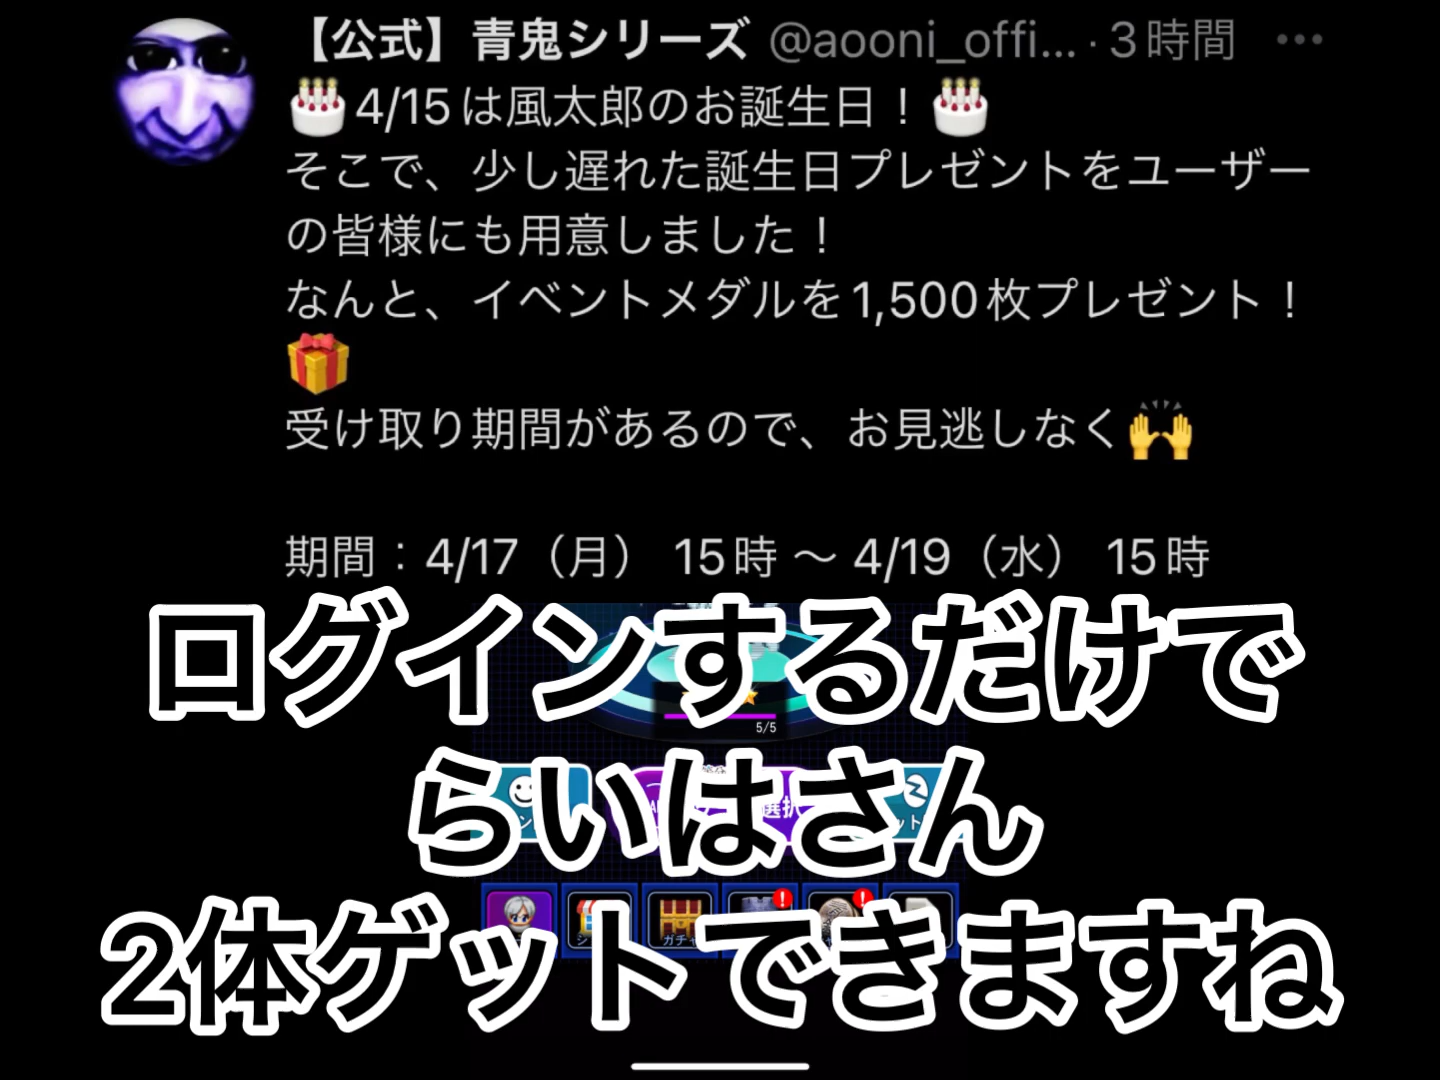 【公式】青鬼シリーズ @aooni_offi... · 3時間 …
🎂4/15は風太郎のお誕生日！🎂
そこで、少し遅れた誕生日プレゼントをユーザー
の皆様にも用意しました！
なんと、イベントメダルを1,500枚プレゼント！
🎁
受け取り期間があるので、お見逃しなく🙌
期間：4/17（月） 15時 〜 4/19（水） 15時
ログインするだけで
5/5
らいはさん
選択
2体ゲットできますね
ガチャ